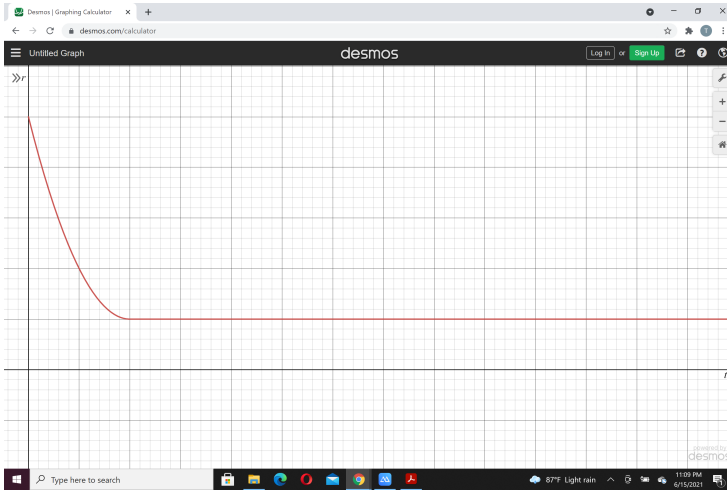 Desmos | Graphing Calculator
desmos.com/calculator
T
Untitled Graph
desmos
Log In or Sign Up
r
powered by
desmos
Type here to search
87°F Light rain
11:09 PM
6/15/2021